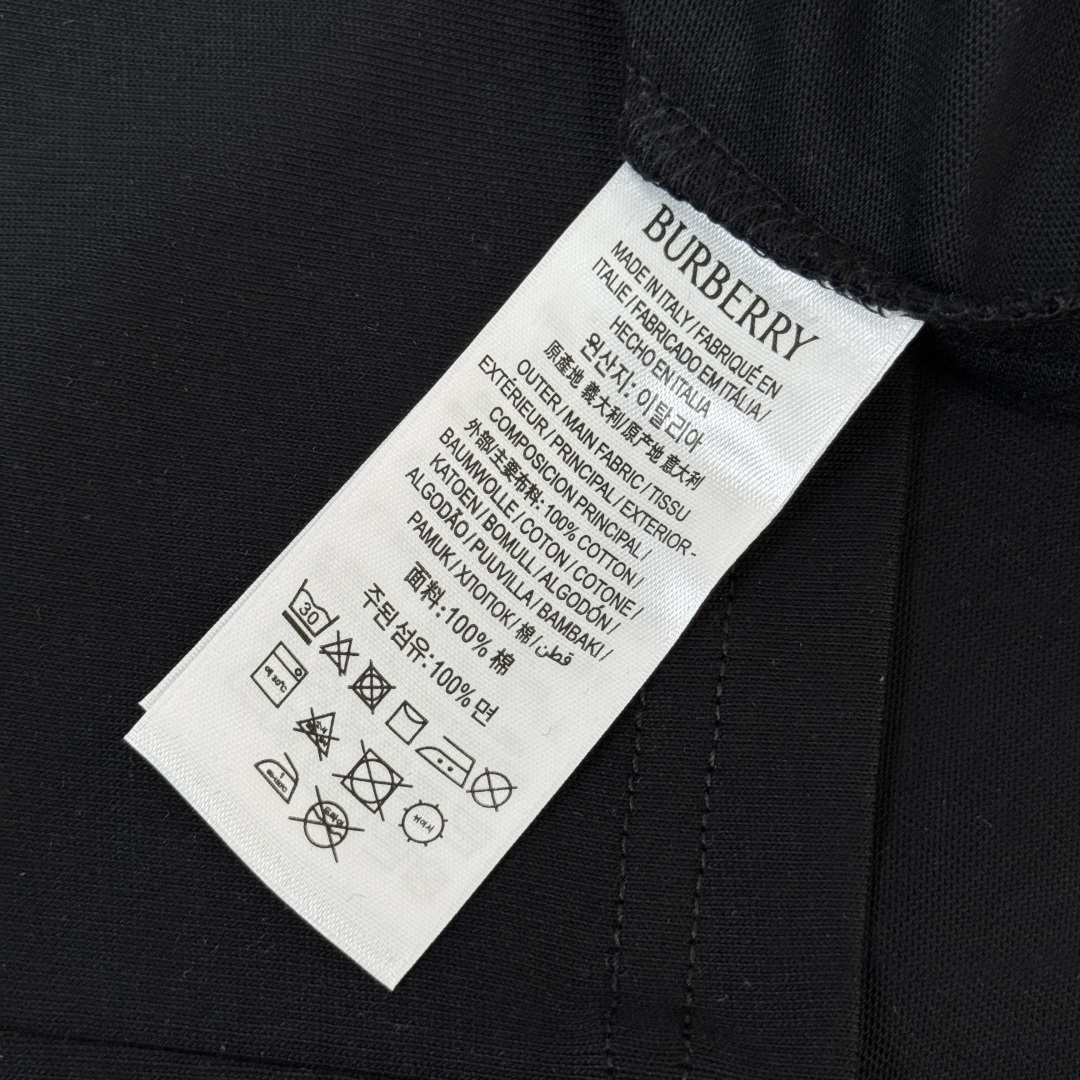 BURBERRY
MADE IN ITALY / FABRIQUÉ EN
ITALIE / FABRICADO EM ITÁLIA /
HECHO EN ITALIA
원산지: 이탈리아
原產地 義大利/原产地 意大利
OUTER / MAIN FABRIC / TISSU
EXTÉRIEUR / PRINCIPAL / EXTERIOR -
COMPOSICION PRINCIPAL /
外部/主要布料: 100% COTTON /
BAUMWOLLE / COTON / COTONE /
KATOEN / BOMULL / ALGODÓN /
ALGODÃO / PUUVILLA / BAMBAKI /
PAMUK / ХЛОПОК / 棉 / قطن
面料: 100% 棉
주된 섬유: 100% 면
30